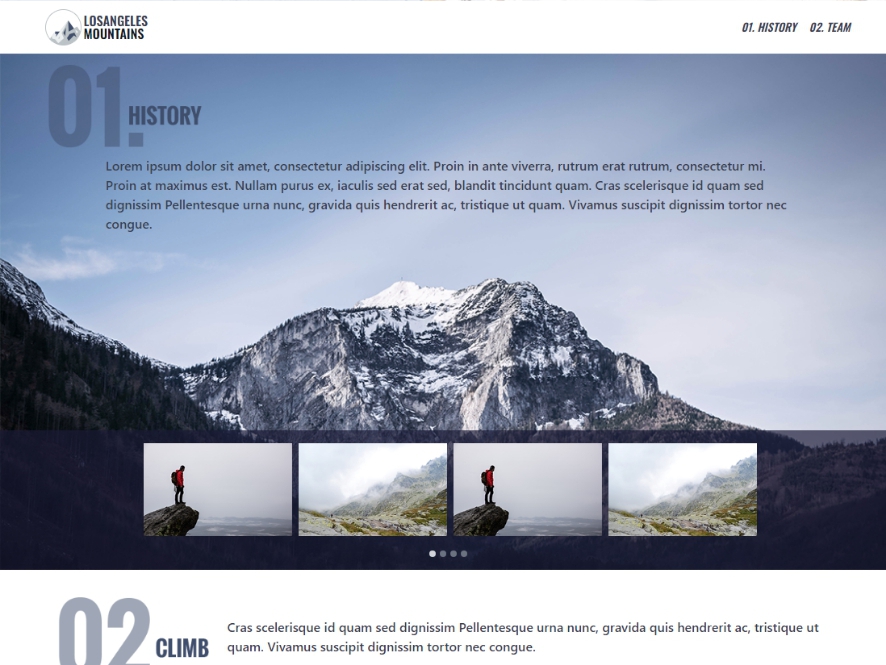 LOSANGELES
MOUNTAINS
01. HISTORY 02. TEAM
01. HISTORY
Lorem ipsum dolor sit amet, consectetur adipiscing elit. Proin in ante viverra, rutrum erat rutrum, consectetur mi.
Proin at maximus est. Nullam purus ex, iaculis sed erat sed, blandit tincidunt quam. Cras scelerisque id quam sed
dignissim Pellentesque urna nunc, gravida quis hendrerit ac, tristique ut quam. Vivamus suscipit dignissim tortor nec
congue.
02 CLIMB
Cras scelerisque id quam sed dignissim Pellentesque urna nunc, gravida quis hendrerit ac, tristique ut
quam. Vivamus suscipit dignissim tortor nec congue.